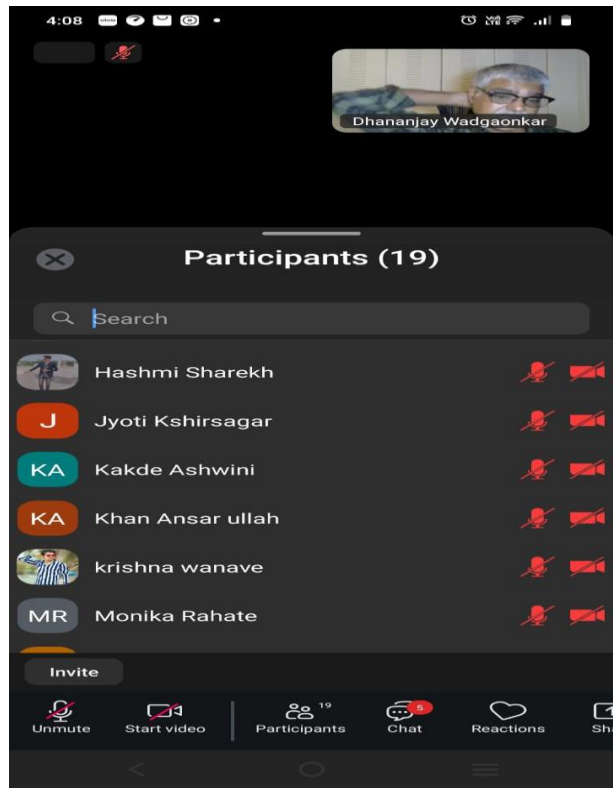 4:08
Dhananjay Wadgaonkar
Participants (19)
Search
Hashmi Sharekh
J Jyoti Kshirsagar
KA Kakde Ashwini
KA Khan Ansar ullah
krishna wanave
MR Monika Rahate
Invite
19 5
Unmute Start video Participants Chat Reactions